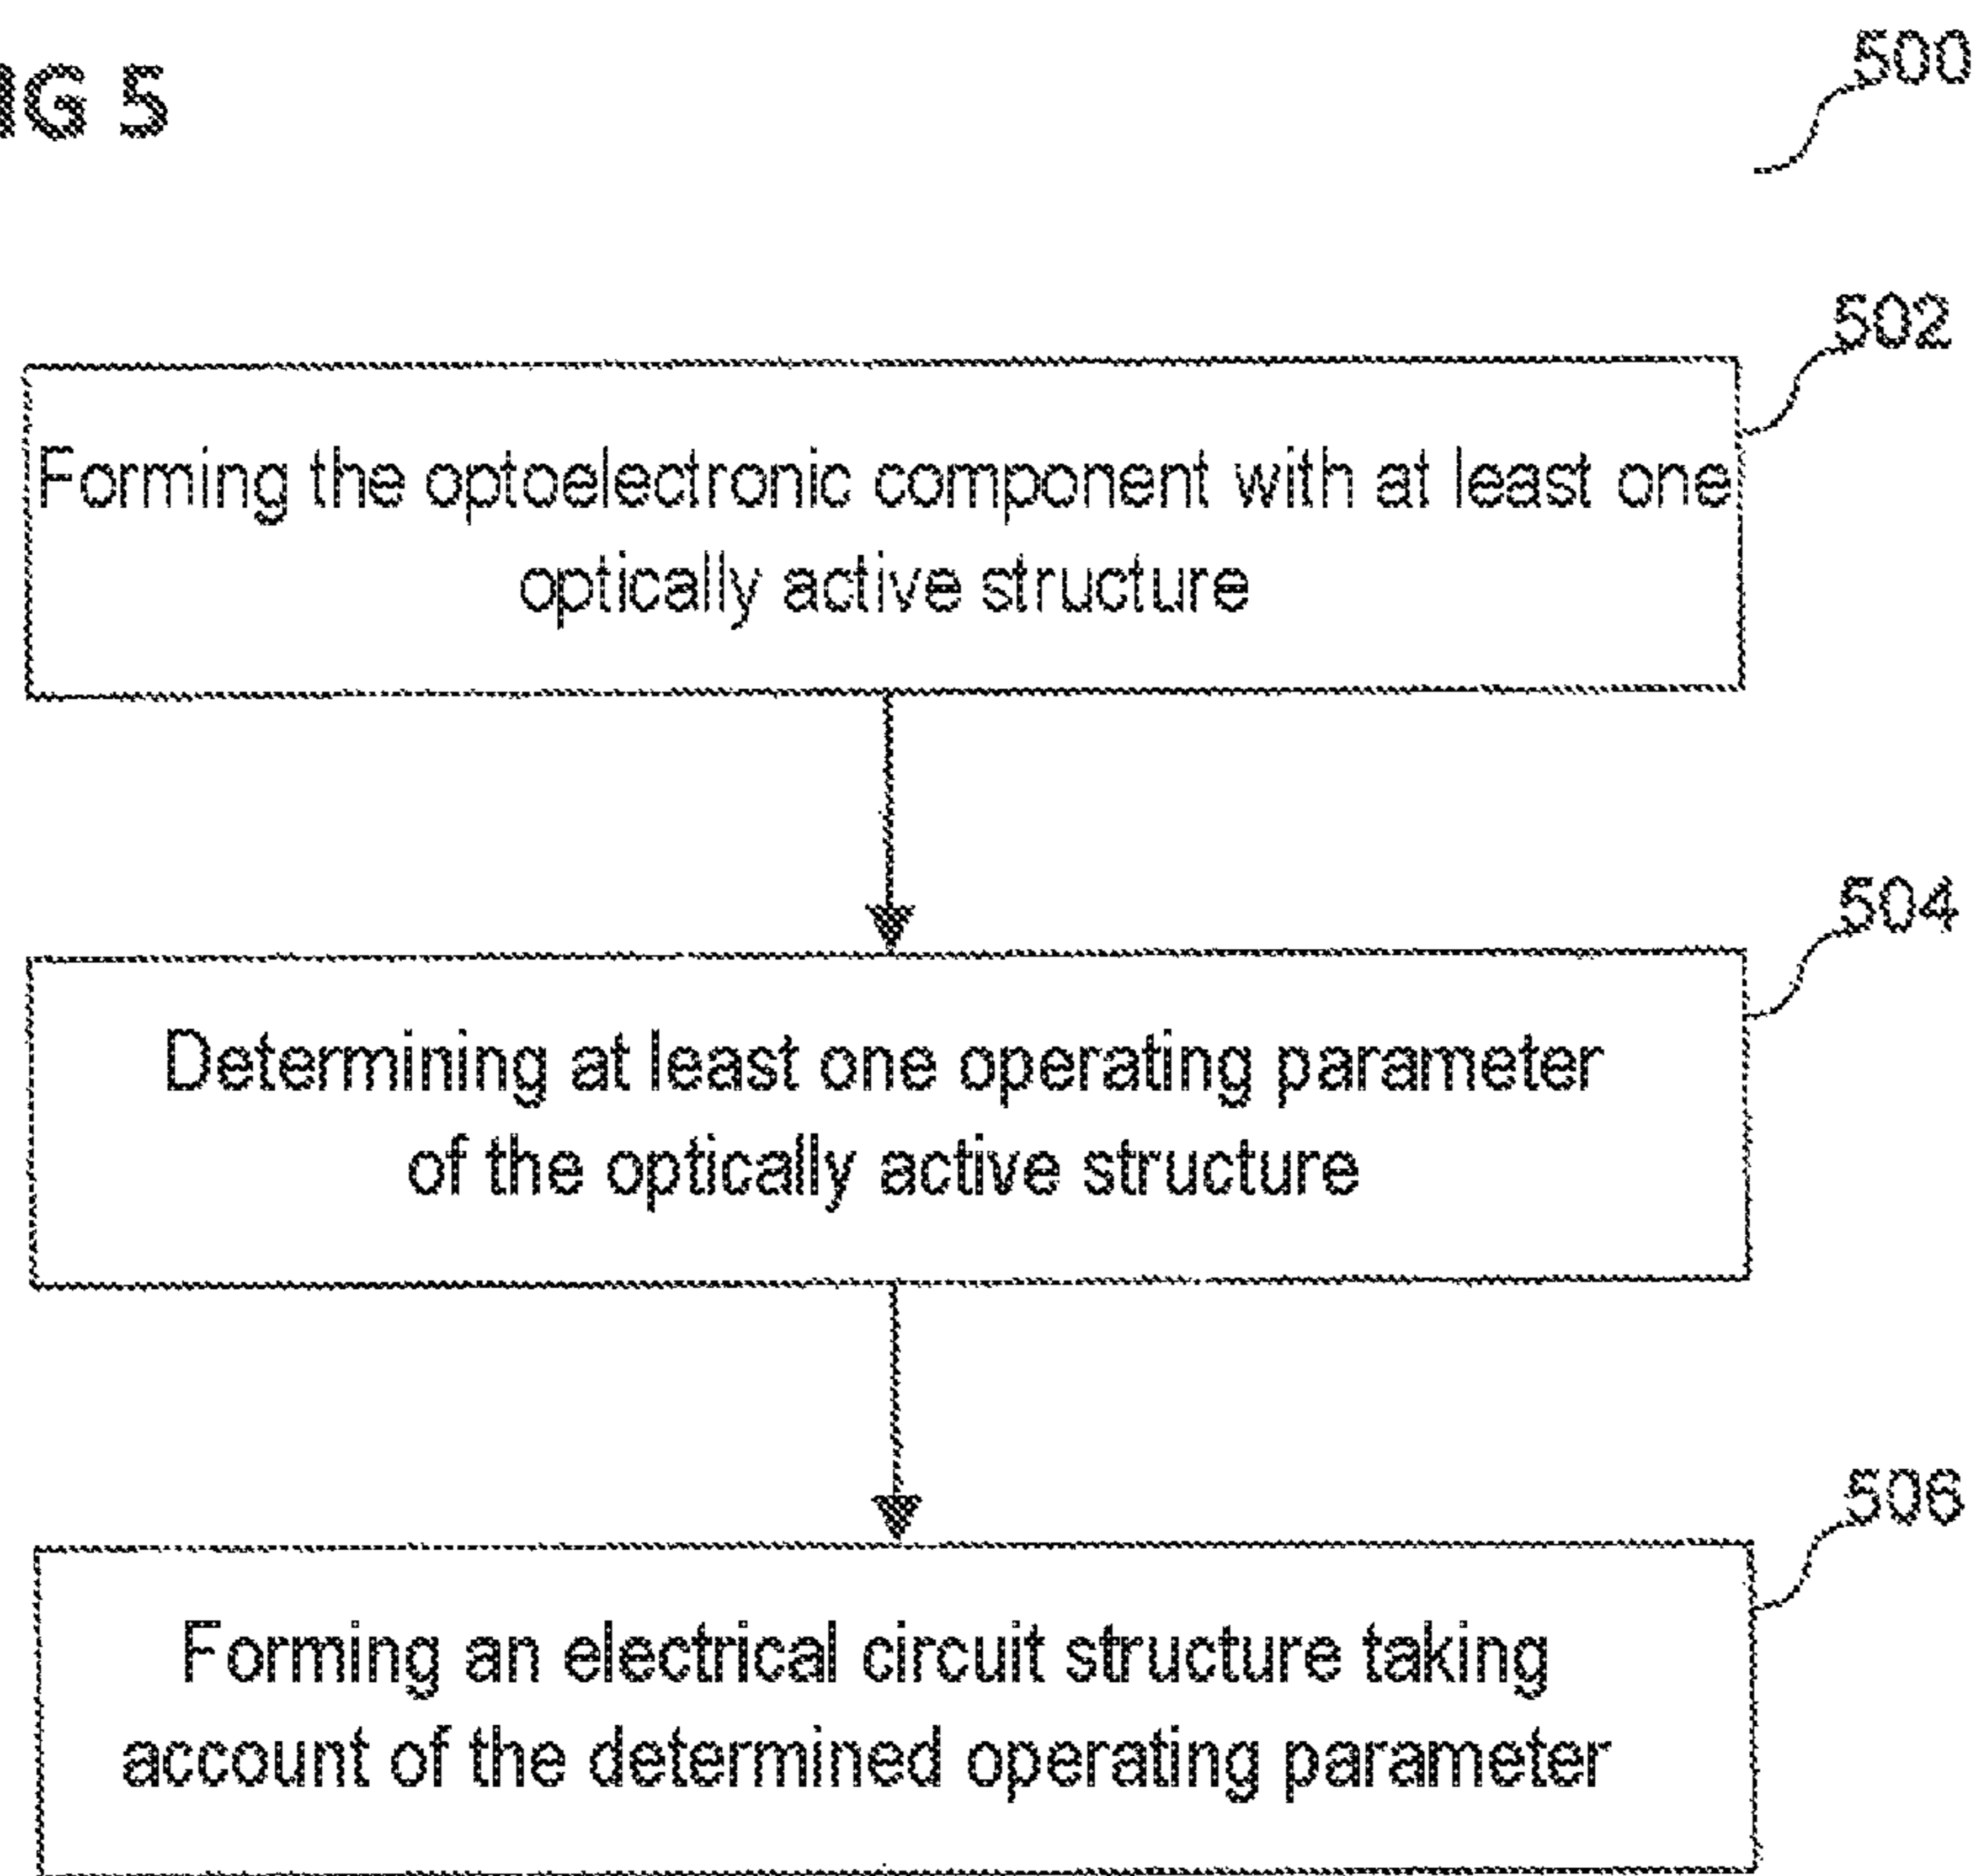 IG 5
500
502
Forming the optoelectronic component with at least one
optically active structure
504
Determining at least one operating parameter
of the optically active structure
506
Forming an electrical circuit structure taking
account of the determined operating parameter